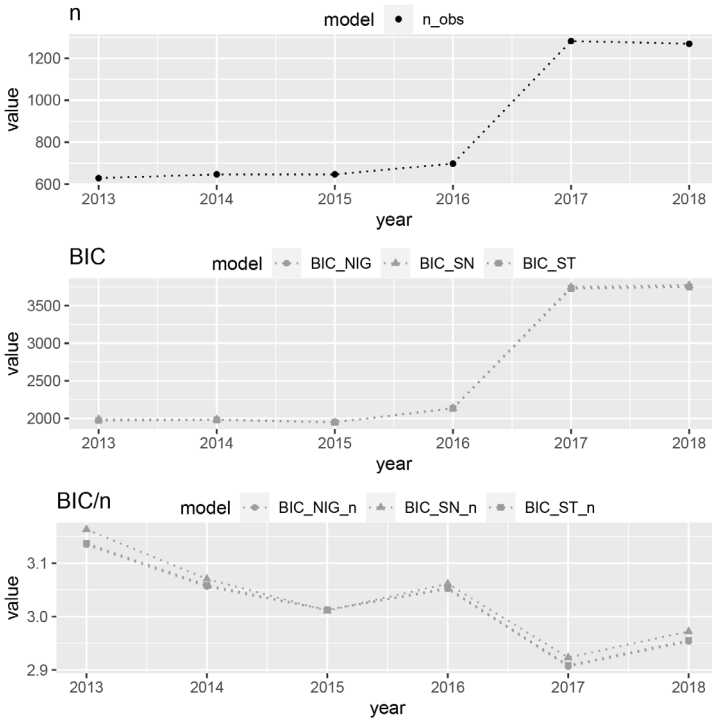 n
model n_obs
value
1200
1000
800
600
2013 2014 2015 2016 2017 2018
year
BIC
model BIC_NIG BIC_SN BIC_ST
value
3500
3000
2500
2000
2013 2014 2015 2016 2017 2018
year
BIC/n
model BIC_NIG_n BIC_SN_n BIC_ST_n
value
3.1
3.0
2.9
2013 2014 2015 2016 2017 2018
year